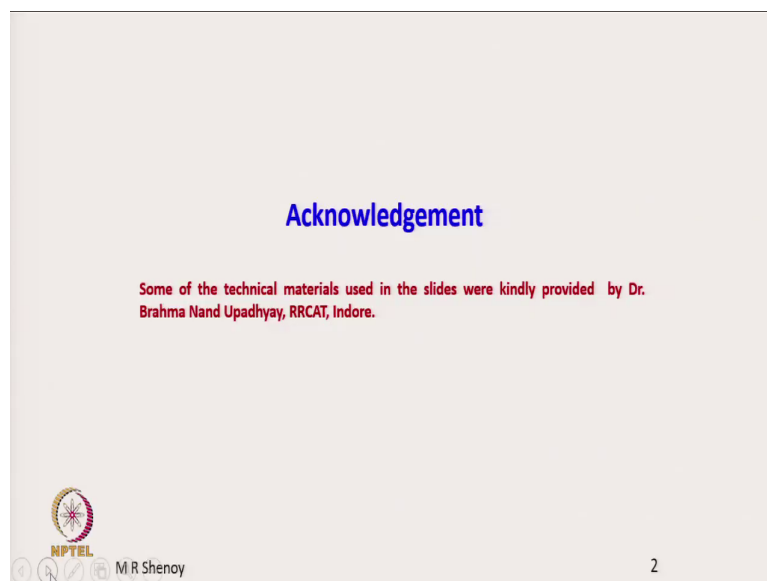 Acknowledgement
Some of the technical materials used in the slides were kindly provided by Dr.
Brahma Nand Upadhyay, RRCAT, Indore.
NPTEL
M R Shenoy
2